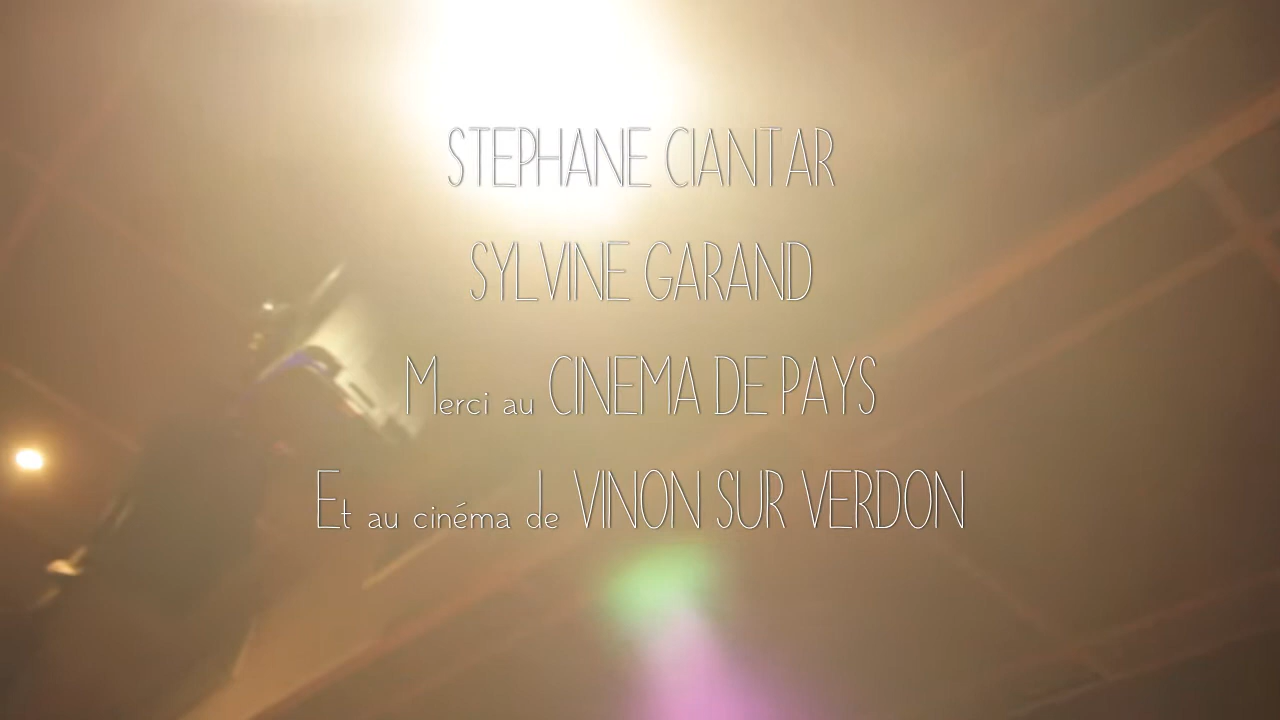 STEPHANE CIANTAR
SYLVINE GARAND
Merci au CINEMA DE PAYS
Et au cinéma de VINON SUR VERDON